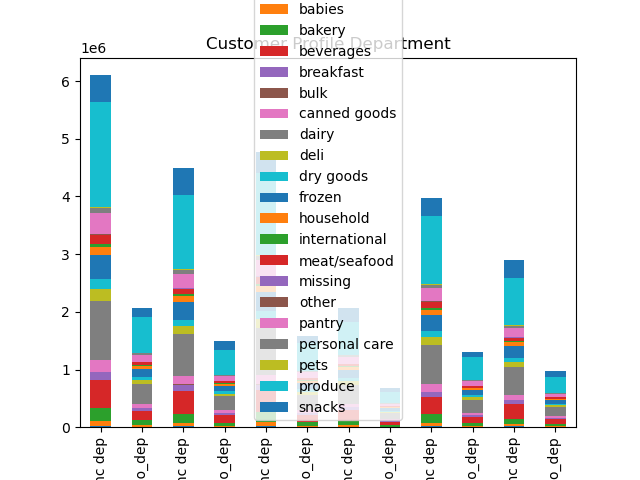 babies
bakery
beverages
breakfast
bulk
canned goods
dairy
deli
dry goods
frozen
household
international
meat/seafood
missing
other
pantry
personal care
pets
produce
snacks
Customer Profile Department
1e6
6
5
4
3
2
1
0
nc dep
o_dep
nc dep
o_dep
nc dep
o_dep
nc dep
o_dep
nc dep
o_dep
nc dep
o_dep